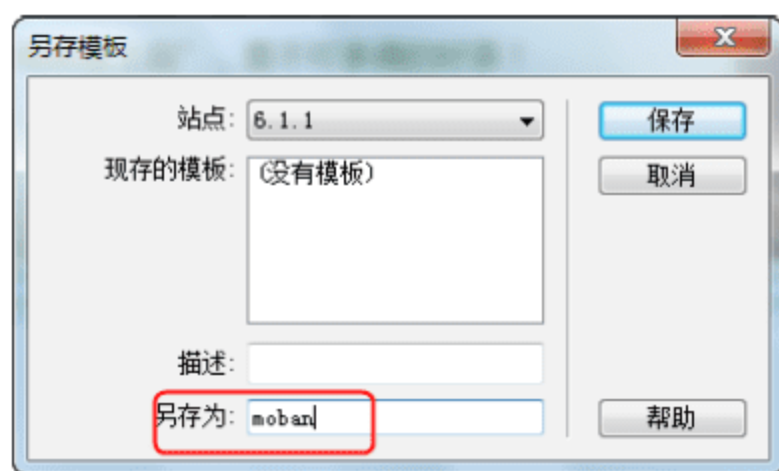 另存模板
站点: 6.1.1
保存
现存的模板: (没有模板)
取消
描述:
另存为: moban
帮助